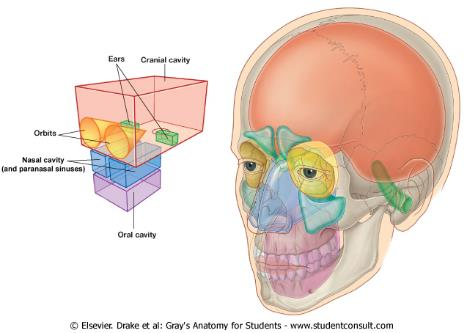 Ears
Cranial cavity
Orbits
Nasal cavity
(and paranasal sinuses)
Oral cavity
© Elsevier. Drake et al: Gray's Anatomy for Students - www.studentconsult.com